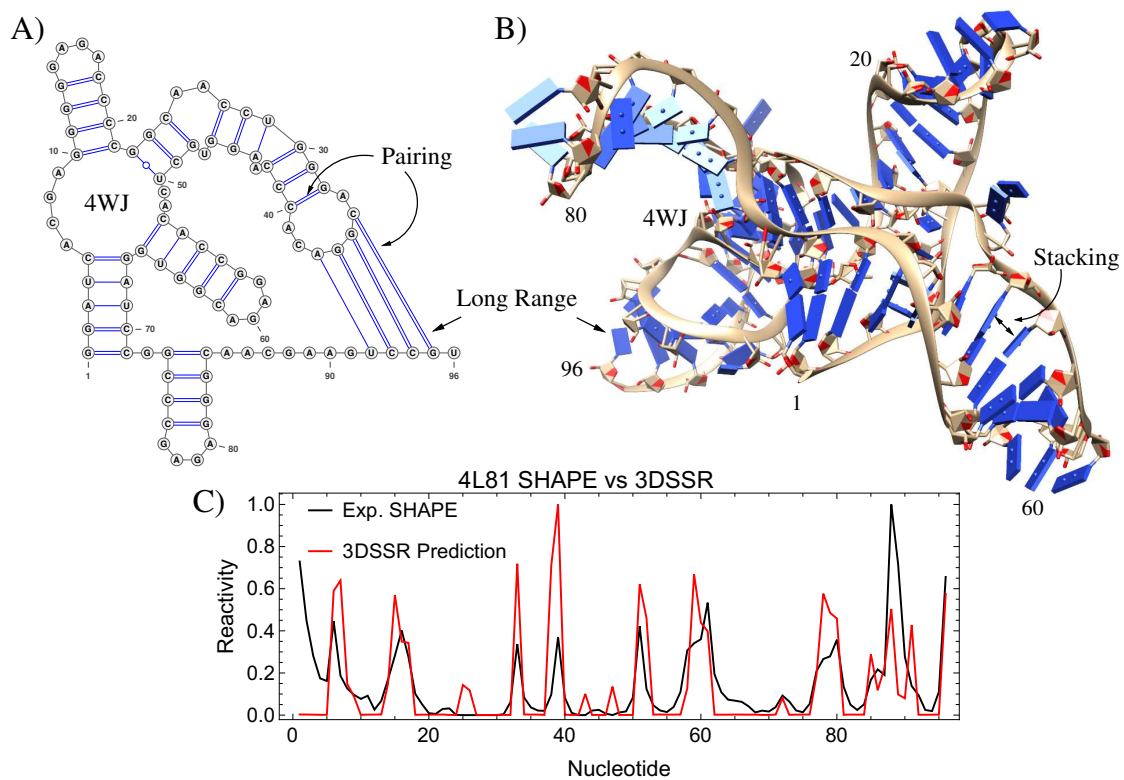 A)
B)
20
20
30
10
Pairing
50
4WJ
40
80
4WJ
Stacking
Long Range
70
60
G C G G C A A C G A A G U C C G U
1
90
96
96
1
80
60
C)
4L81 SHAPE vs 3DSSR
Exp. SHAPE
3DSSR Prediction
Reactivity
1.0
0.8
0.6
0.4
0.2
0.0
0 20 40 60 80
Nucleotide